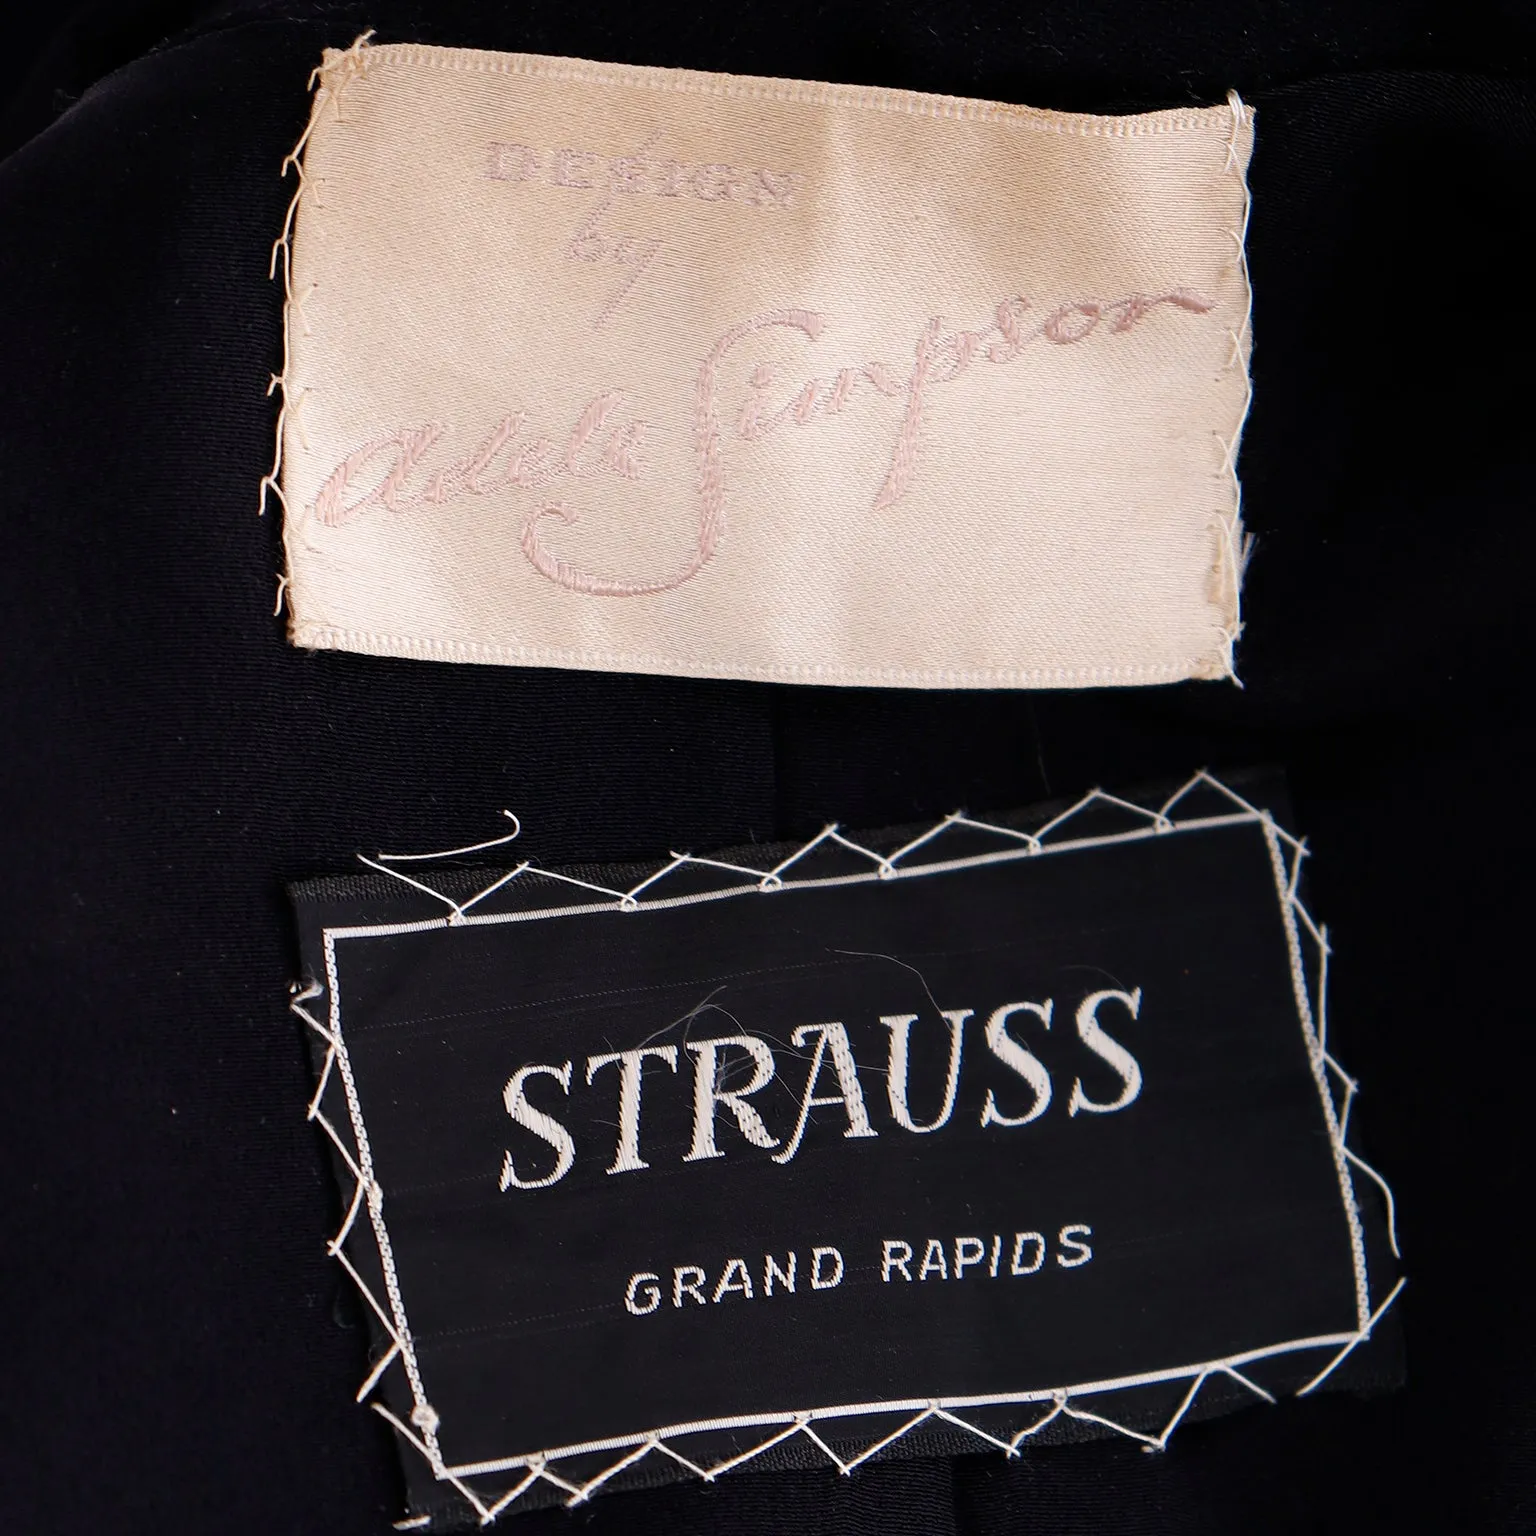 DESIGN
by
Adele Simpson
STRAUSS
GRAND RAPIDS